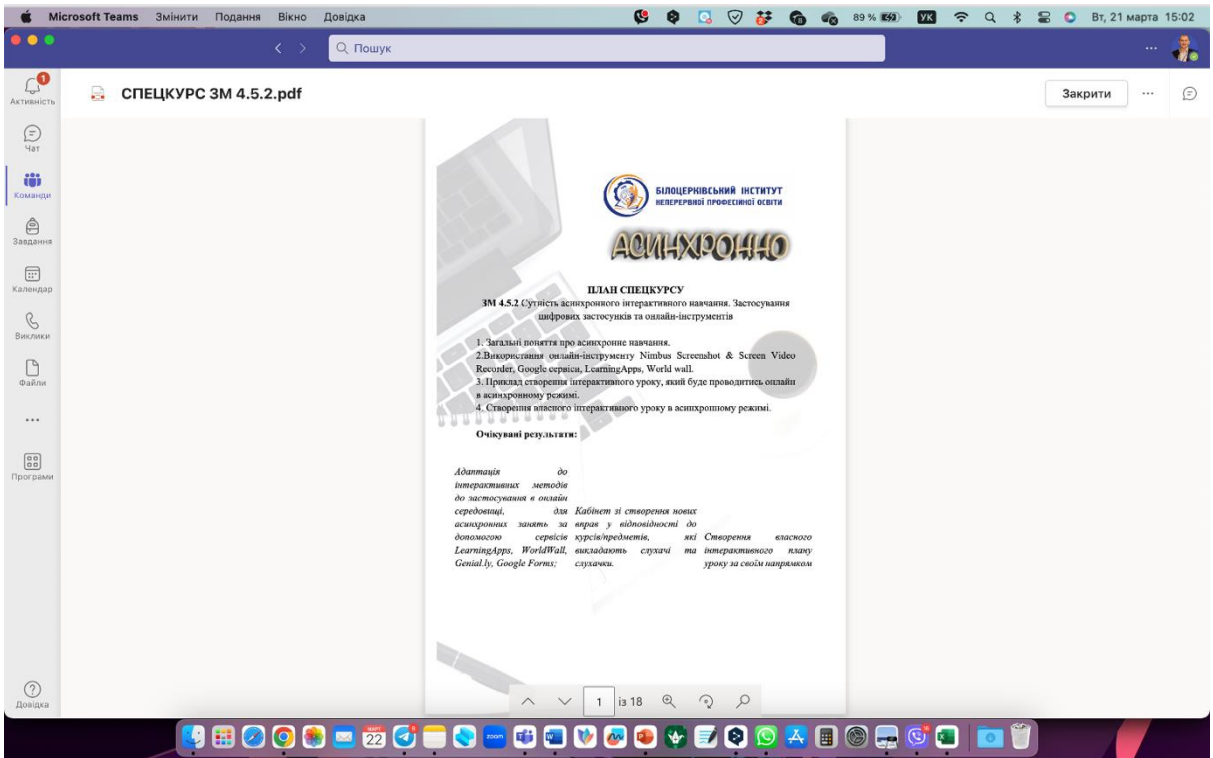 Microsoft Teams Змінити Подання Вікно Довідка
89 % УК Вт, 21 марта 15:02
Пошук
1
Активність
СПЕЦКУРС ЗМ 4.5.2.pdf
Закрити
Чат
Команди
Завдання
Календар
Виклики
Файли
Програми
Довідка
БІЛОЦЕРКІВСЬКИЙ ІНСТИТУТ
НЕПЕРЕРВНОЇ ПРОФЕСІЙНОЇ ОСВІТИ
АСИНХРОННО
ПЛАН СПЕЦКУРСУ
ЗМ 4.5.2 Сутність асинхронного інтерактивного навчання. Застосування
цифрових застосунків та онлайн-інструментів
1. Загальні поняття про асинхронне навчання.
2.Використання онлайн-інструменту Nimbus Screenshot & Screen Video
Recorder, Google сервіси, LearningApps, World wall.
3. Приклад створення інтерактивного уроку, який буде проводитись онлайн
в асинхронному режимі.
4. Створення власного інтерактивного уроку в асинхронному режимі.
Очікувані результати:
Адаптація до
інтерактивних методів
до застосування в онлайн
середовищі, для
асинхронних занять за
допомогою сервісів
LearningApps, WorldWall,
Genial.ly, Google Forms;
Кабінет зі створення нових
вправ у відповідності до
курсів/предметів, які
викладають слухачі та
слухачки.
Створення власного
інтерактивного плану
уроку за своїм напрямком
1 із 18
МАРТ
22
zoom